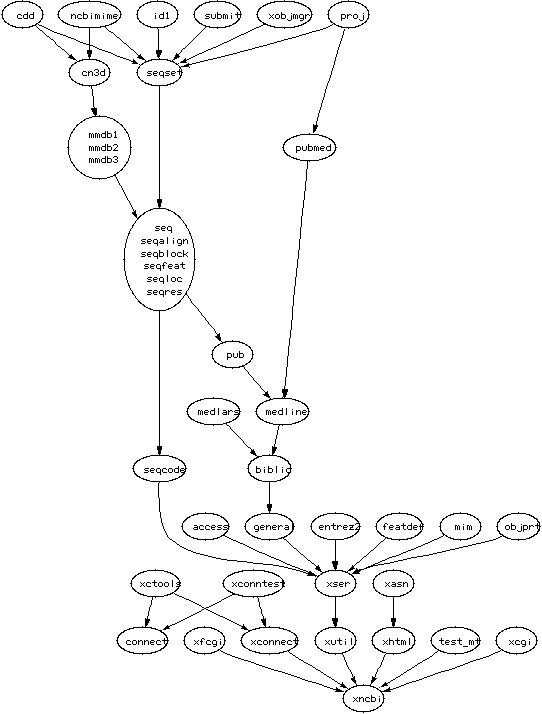 cdd ncbimime id1 submit xobjmgr proj
cn3d seqset
mmdb1
mmdb2
mmdb3
pubmed
seq
seqalign
seqblock
seqfeat
seqloc
seqres
pub
medlars medline
seqcode biblio
access general entrez2 featdef mim objprt
xctools xconntest xser xasn
connect xfcgi xconnect xutil xhtml test_mt xcgi
xncbi